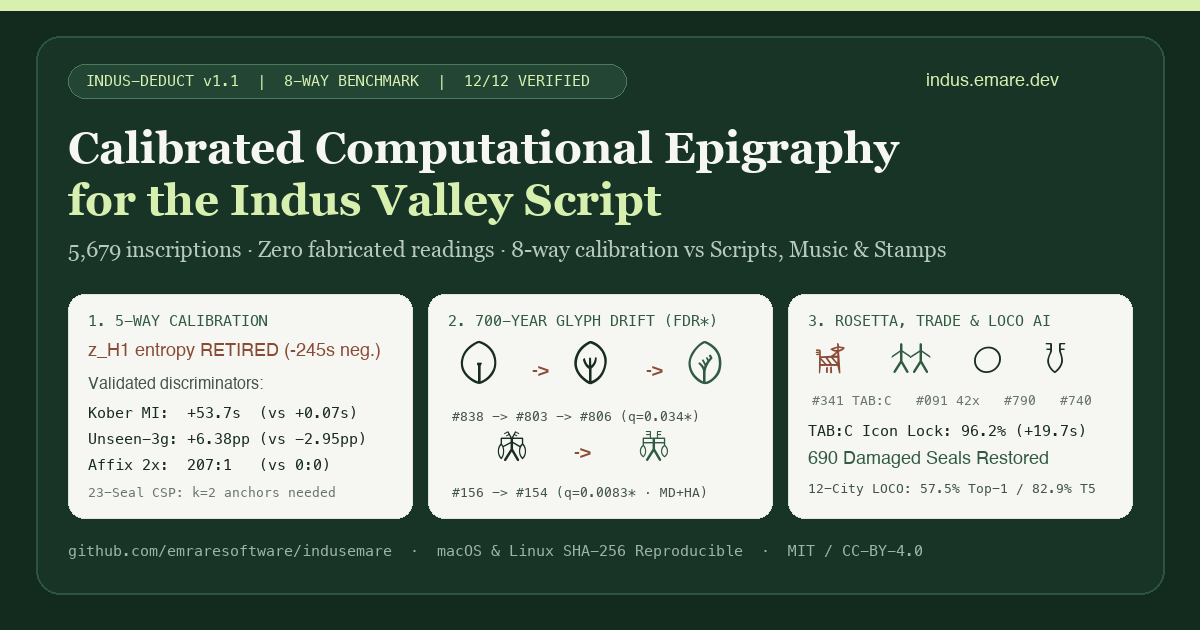 INDUS-DEDUCT v1.1 | 8-WAY BENCHMARK | 12/12 VERIFIED
indus.emare.dev
Calibrated Computational Epigraphy
for the Indus Valley Script
5,679 inscriptions · Zero fabricated readings · 8-way calibration vs Scripts, Music & Stamps
1. 5-WAY CALIBRATION
z_H1 entropy RETIRED (-245s neg.)
Validated discriminators:
Kober MI: +53.7s (vs +0.07s)
Unseen-3g: +6.38pp (vs -2.95pp)
Affix 2x: 207:1 (vs 0:0)
23-Seal CSP: k=2 anchors needed
2. 700-YEAR GLYPH DRIFT (FDR*)
-> ->
#838 -> #803 -> #806 (q=0.034*)
->
#156 -> #154 (q=0.0083* · MD+HA)
3. ROSETTA, TRADE & LOCO AI
#341 TAB:C #091 42x #790 #740
TAB:C Icon Lock: 96.2% (+19.7s)
690 Damaged Seals Restored
12-City LOCO: 57.5% Top-1 / 82.9% T5
github.com/emraresoftware/indusemare · macOS & Linux SHA-256 Reproducible · MIT / CC-BY-4.0